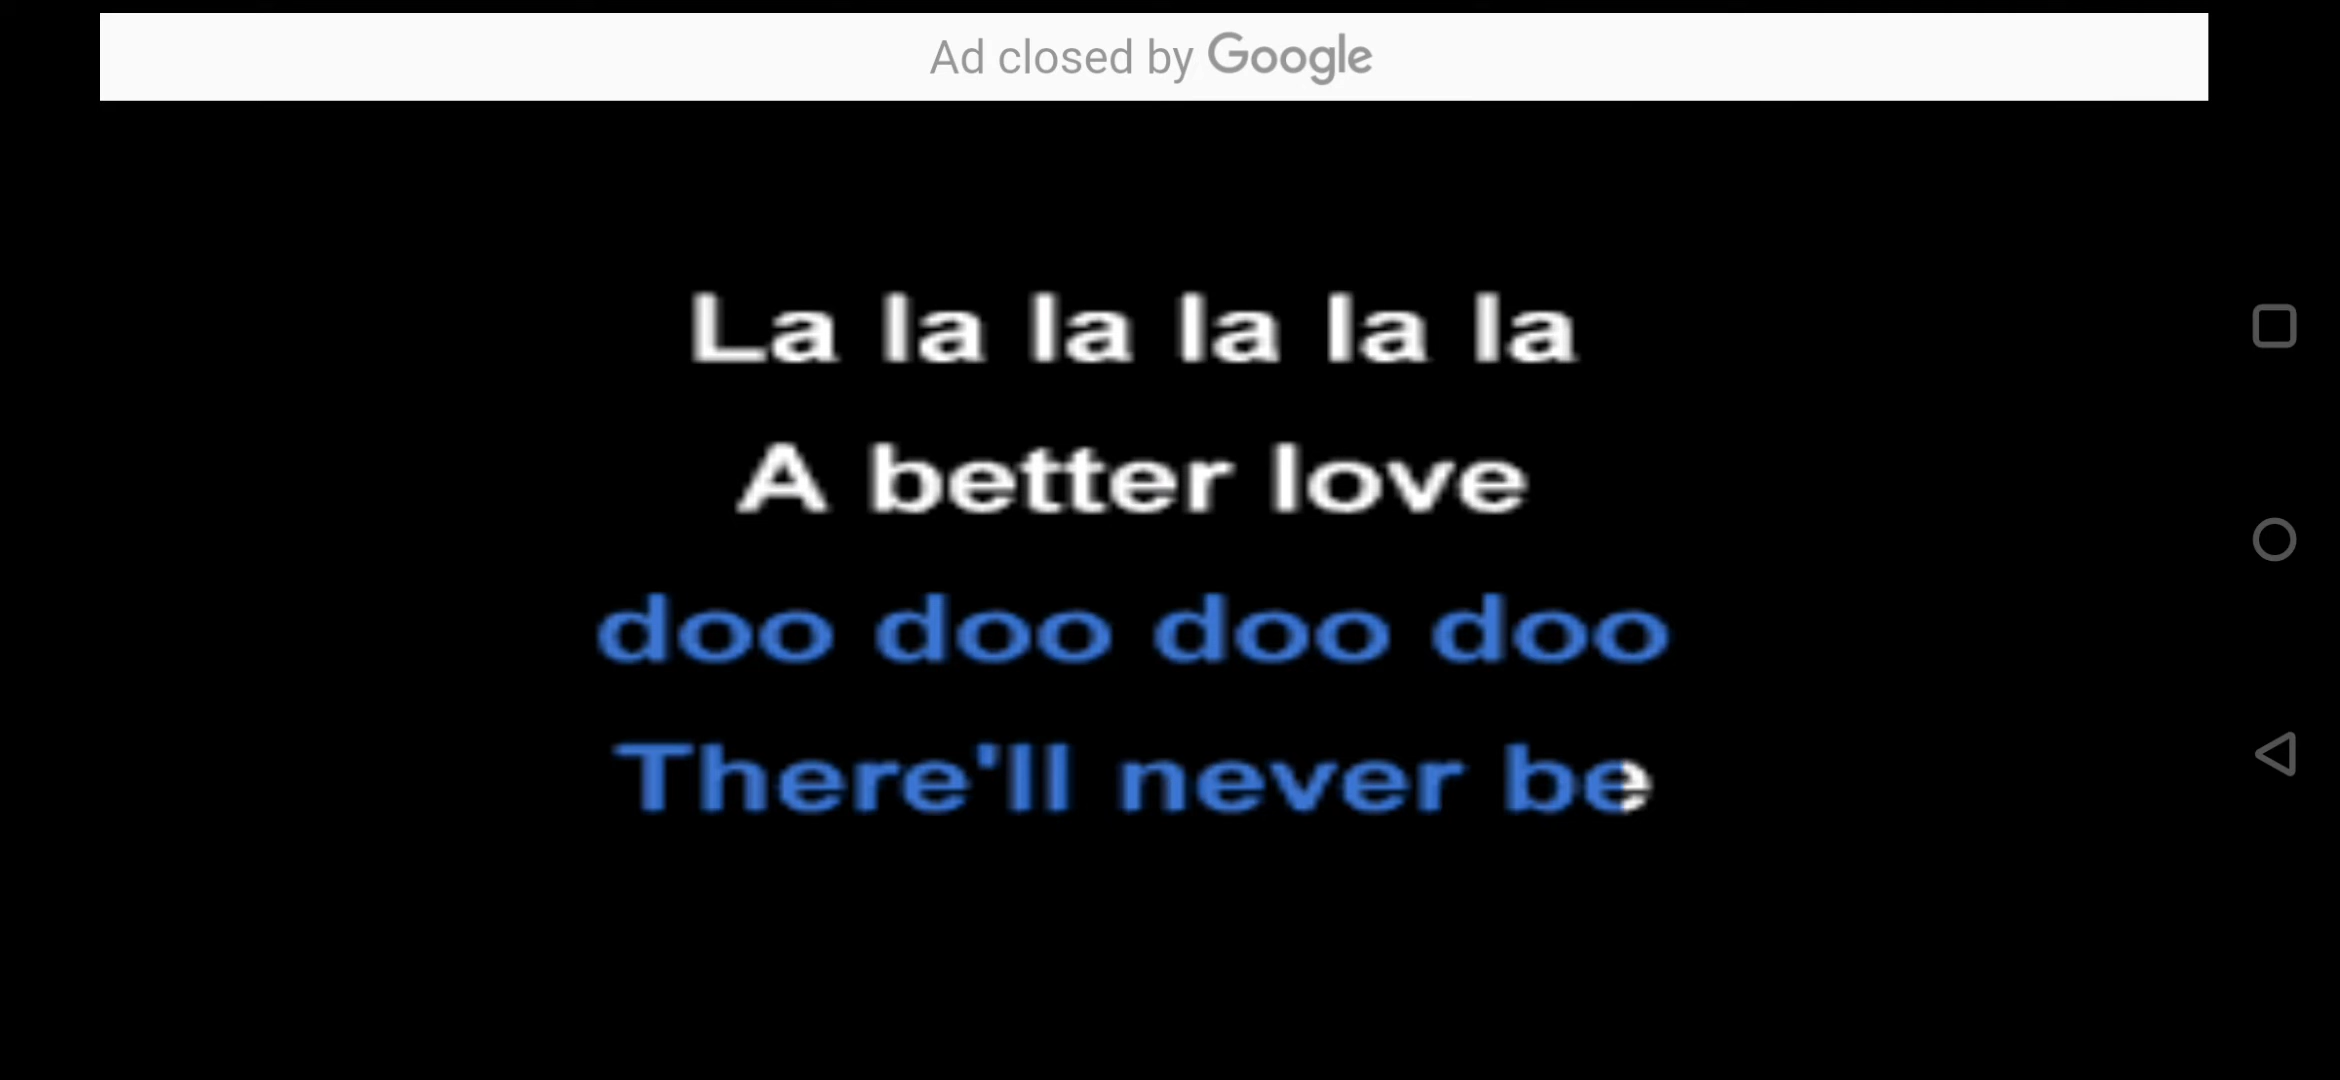 Ad closed by Google
La la la la la la
A better love
doo doo doo doo
There'll never be